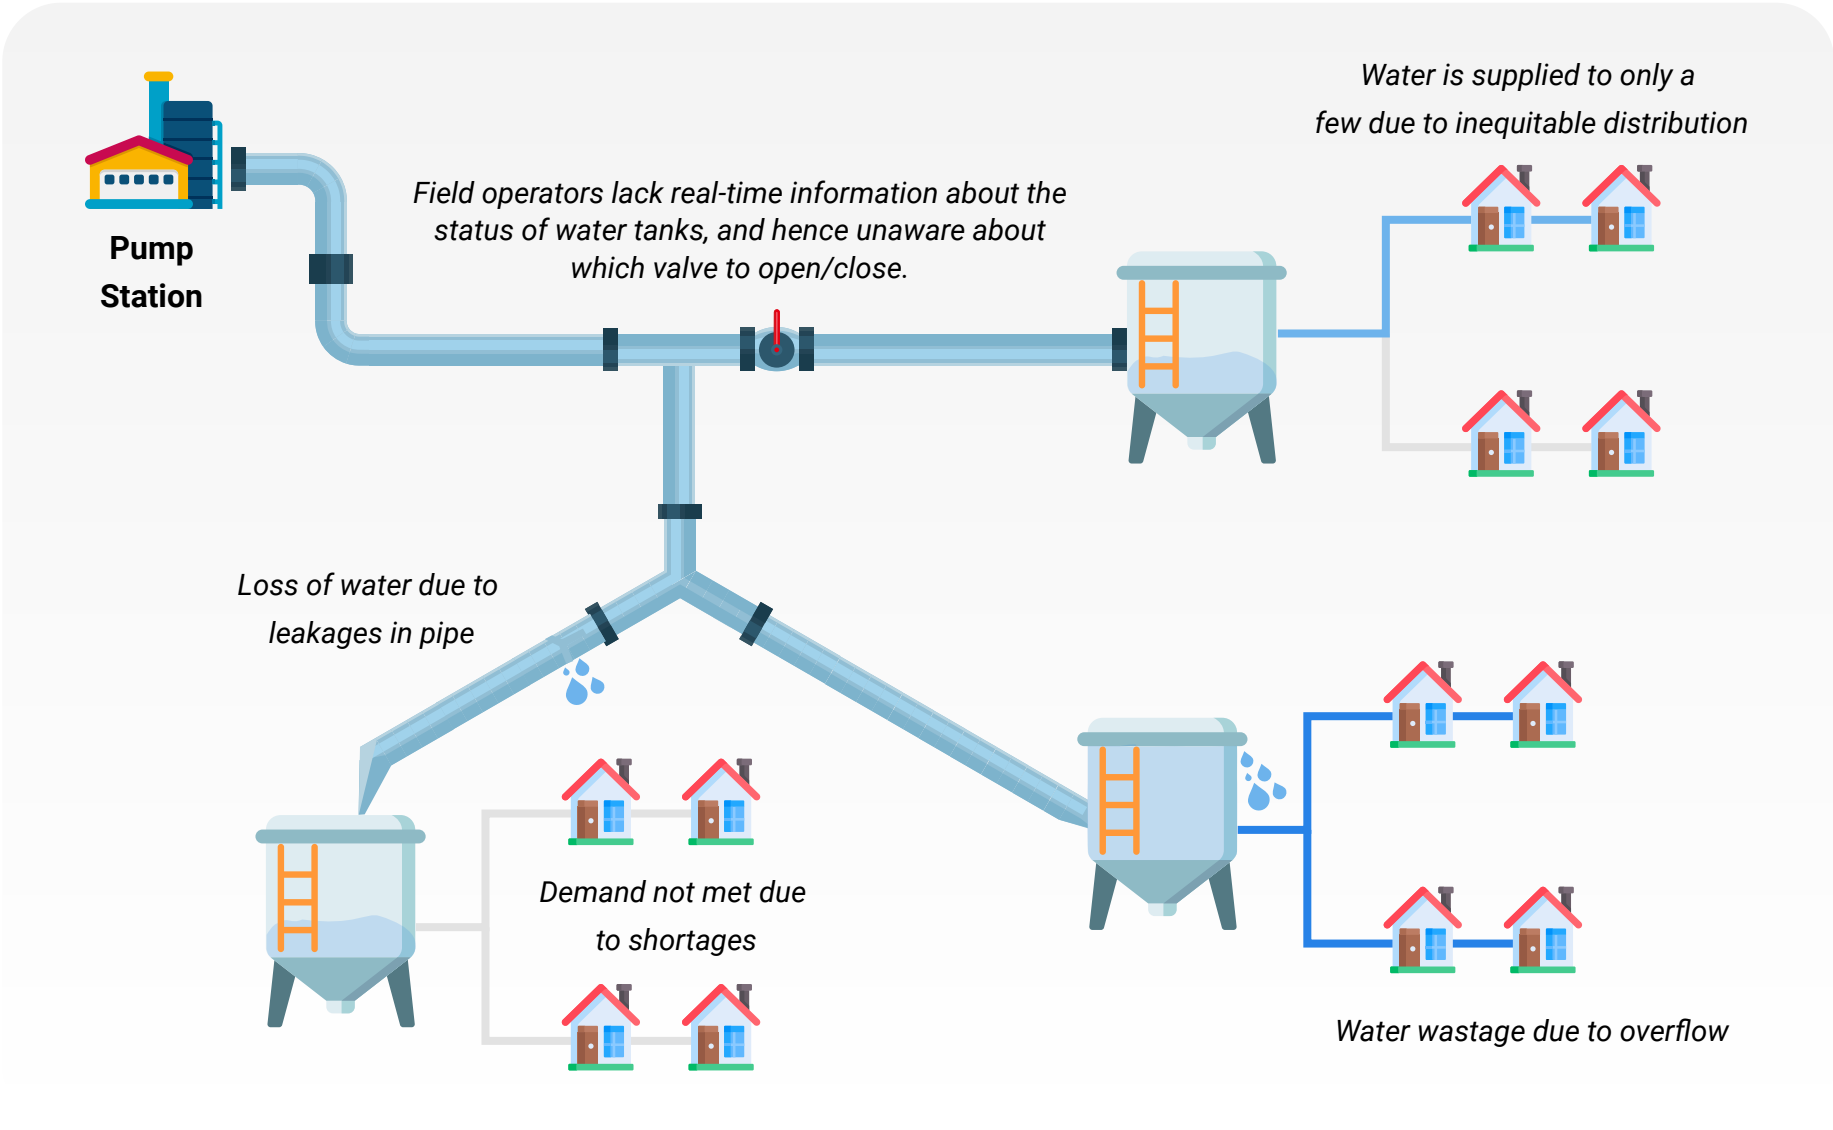 Water is supplied to only a
few due to inequitable distribution
Field operators lack real-time information about the
status of water tanks, and hence unaware about
which valve to open/close.
Pump
Station
Loss of water due to
leakages in pipe
Demand not met due
to shortages
Water wastage due to overflow